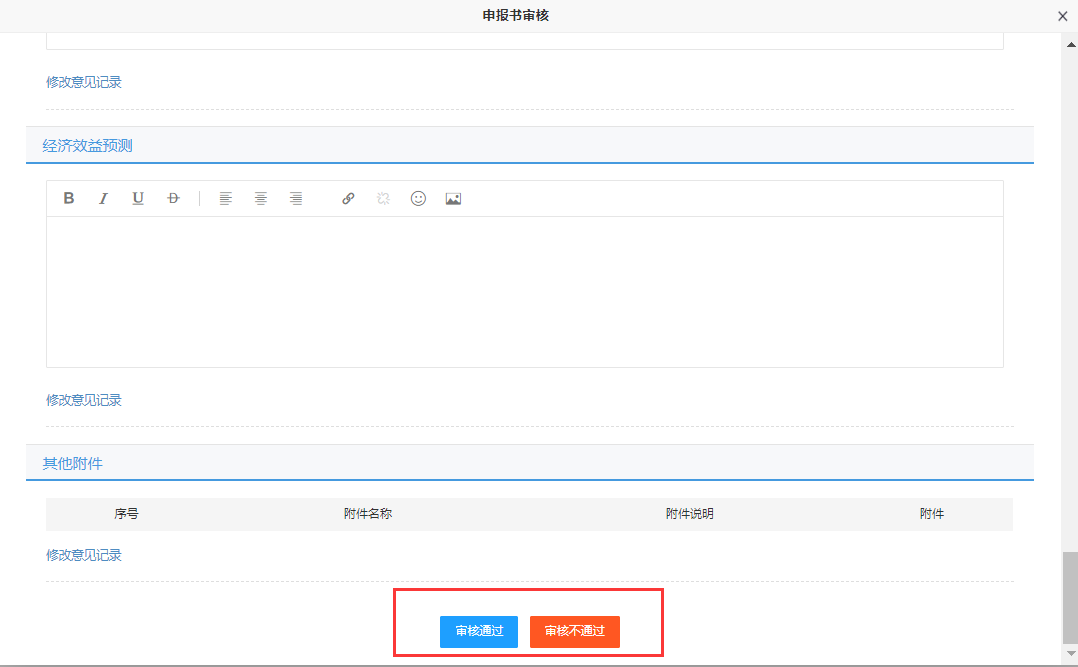 申报书审核
修改意见记录
经济效益预测
B I U D
修改意见记录
其他附件
序号 附件名称 附件说明 附件
修改意见记录
审核通过 审核不通过